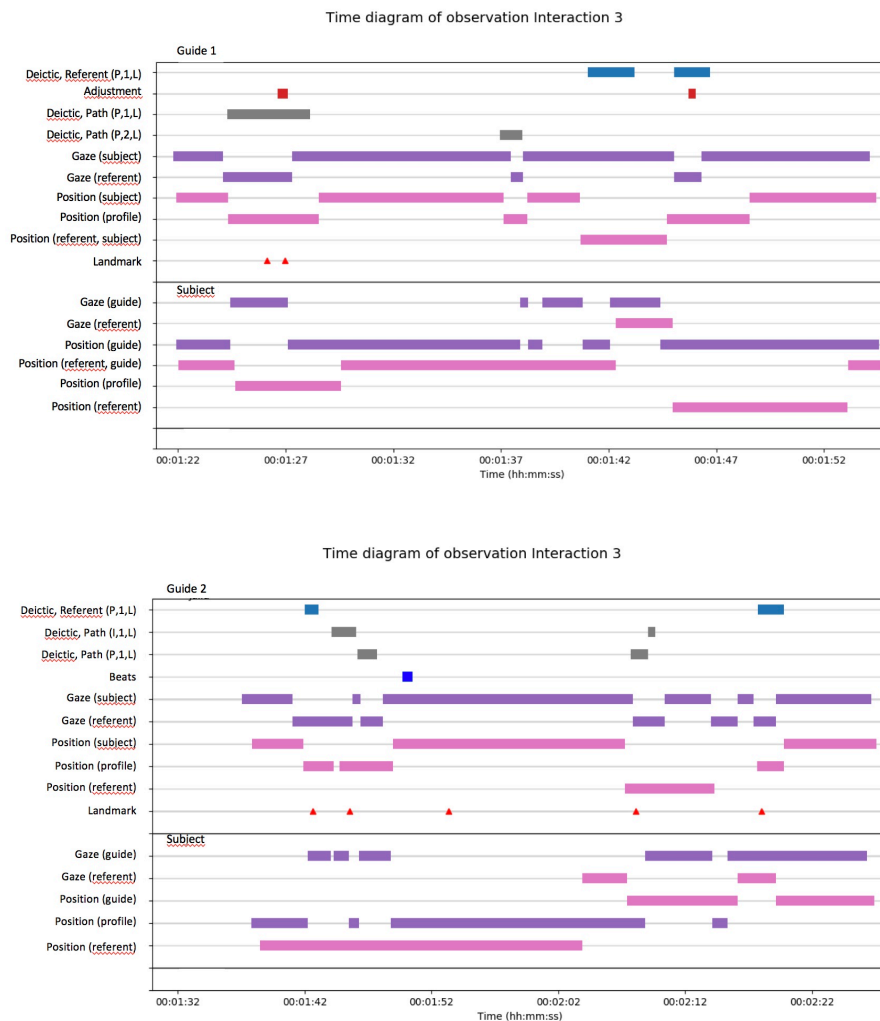 Time diagram of observation Interaction 3
Guide 1
Deictic, Referent (P,1,L)
Adjustment
Deictic, Path (P,1,L)
Deictic, Path (P,2,L)
Gaze (subject)
Gaze (referent)
Position (subject)
Position (profile)
Position (referent, subject)
Landmark
Subject
Gaze (guide)
Gaze (referent)
Position (guide)
Position (referent, guide)
Position (profile)
Position (referent)
00:01:22 00:01:27 00:01:32 00:01:37 00:01:42 00:01:47 00:01:52
Time (hh:mm:ss)
Time diagram of observation Interaction 3
Guide 2
Deictic, Referent (P,1,L)
Deictic, Path (I,1,L)
Deictic, Path (P,1,L)
Beats
Gaze (subject)
Gaze (referent)
Position (subject)
Position (profile)
Position (referent)
Landmark
Subject
Gaze (guide)
Gaze (referent)
Position (guide)
Position (profile)
Position (referent)
00:01:32 00:01:42 00:01:52 00:02:02 00:02:12 00:02:22
Time (hh:mm:ss)